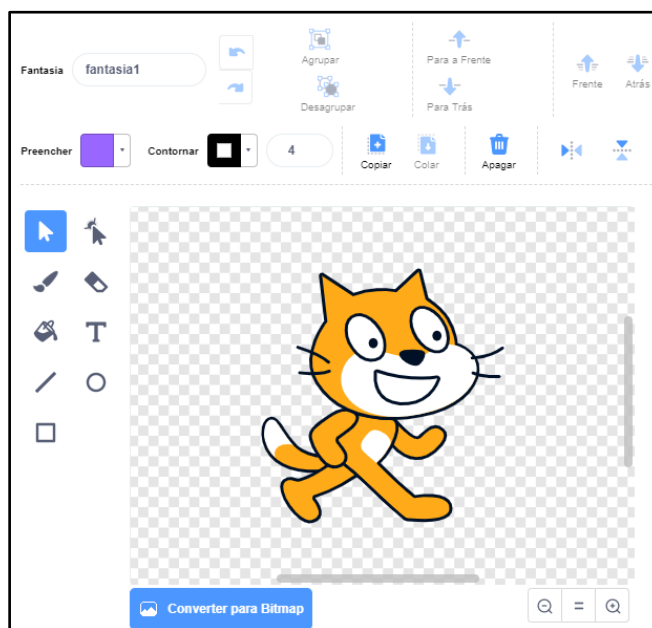 Fantasia
fantasia1
Agrupar
Desagrupar
Para a Frente
Para Trás
Frente
Atrás
Preencher
Contornar
4
Copiar
Colar
Apagar
T
Converter para Bitmap